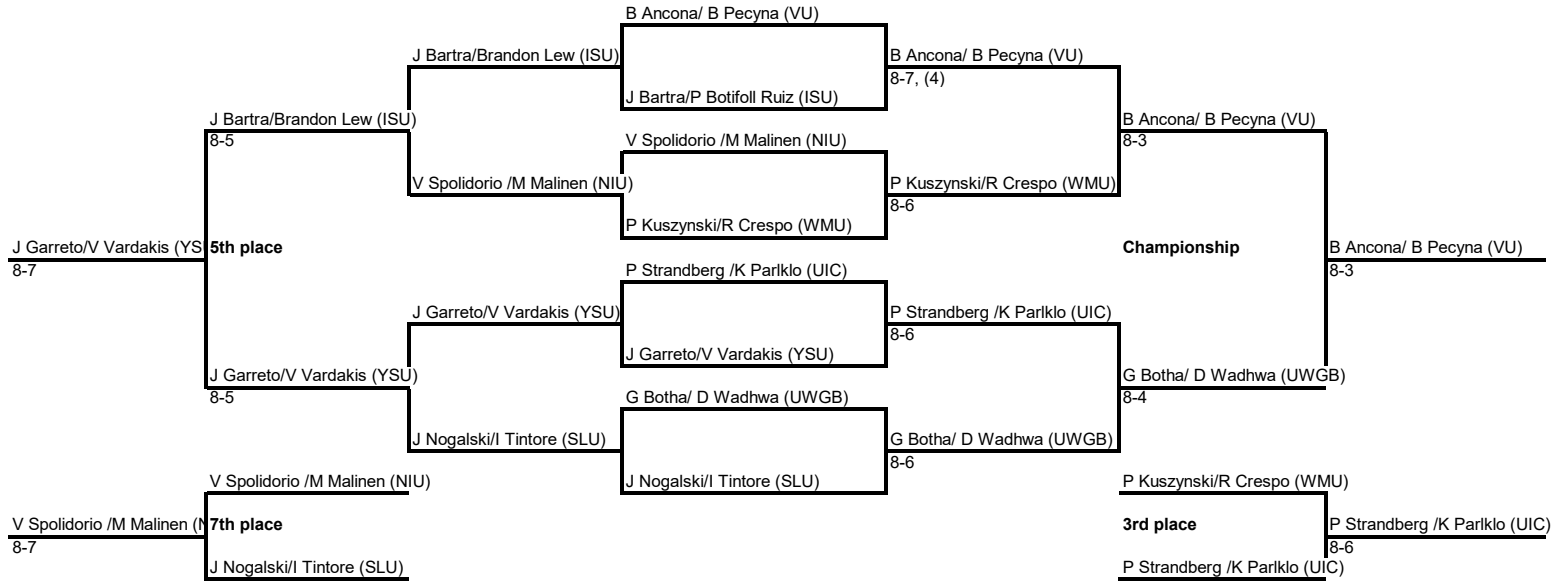 B Ancona/ B Pecyna (VU)
J Bartra/Brandon Lew (ISU)
B Ancona/ B Pecyna (VU)
8-7, (4)
J Bartra/P Botifoll Ruiz (ISU)
J Bartra/Brandon Lew (ISU)
B Ancona/ B Pecyna (VU)
8-5
V Spolidorio /M Malinen (NIU)
8-3
V Spolidorio /M Malinen (NIU)
P Kuszynski/R Crespo (WMU)
8-6
P Kuszynski/R Crespo (WMU)
J Garreto/V Vardakis (YS
5th place
Championship
B Ancona/ B Pecyna (VU)
8-7
8-3
P Strandberg /K Parlklo (UIC)
J Garreto/V Vardakis (YSU)
P Strandberg /K Parlklo (UIC)
8-6
J Garreto/V Vardakis (YSU)
J Garreto/V Vardakis (YSU)
G Botha/ D Wadhwa (UWGB)
8-5
G Botha/ D Wadhwa (UWGB)
8-4
J Nogalski/I Tintore (SLU)
G Botha/ D Wadhwa (UWGB)
8-6
V Spolidorio /M Malinen (NIU)
J Nogalski/I Tintore (SLU)
P Kuszynski/R Crespo (WMU)
V Spolidorio /M Malinen (
7th place
3rd place
P Strandberg /K Parlklo (UIC)
8-7
8-6
J Nogalski/I Tintore (SLU)
P Strandberg /K Parlklo (UIC)